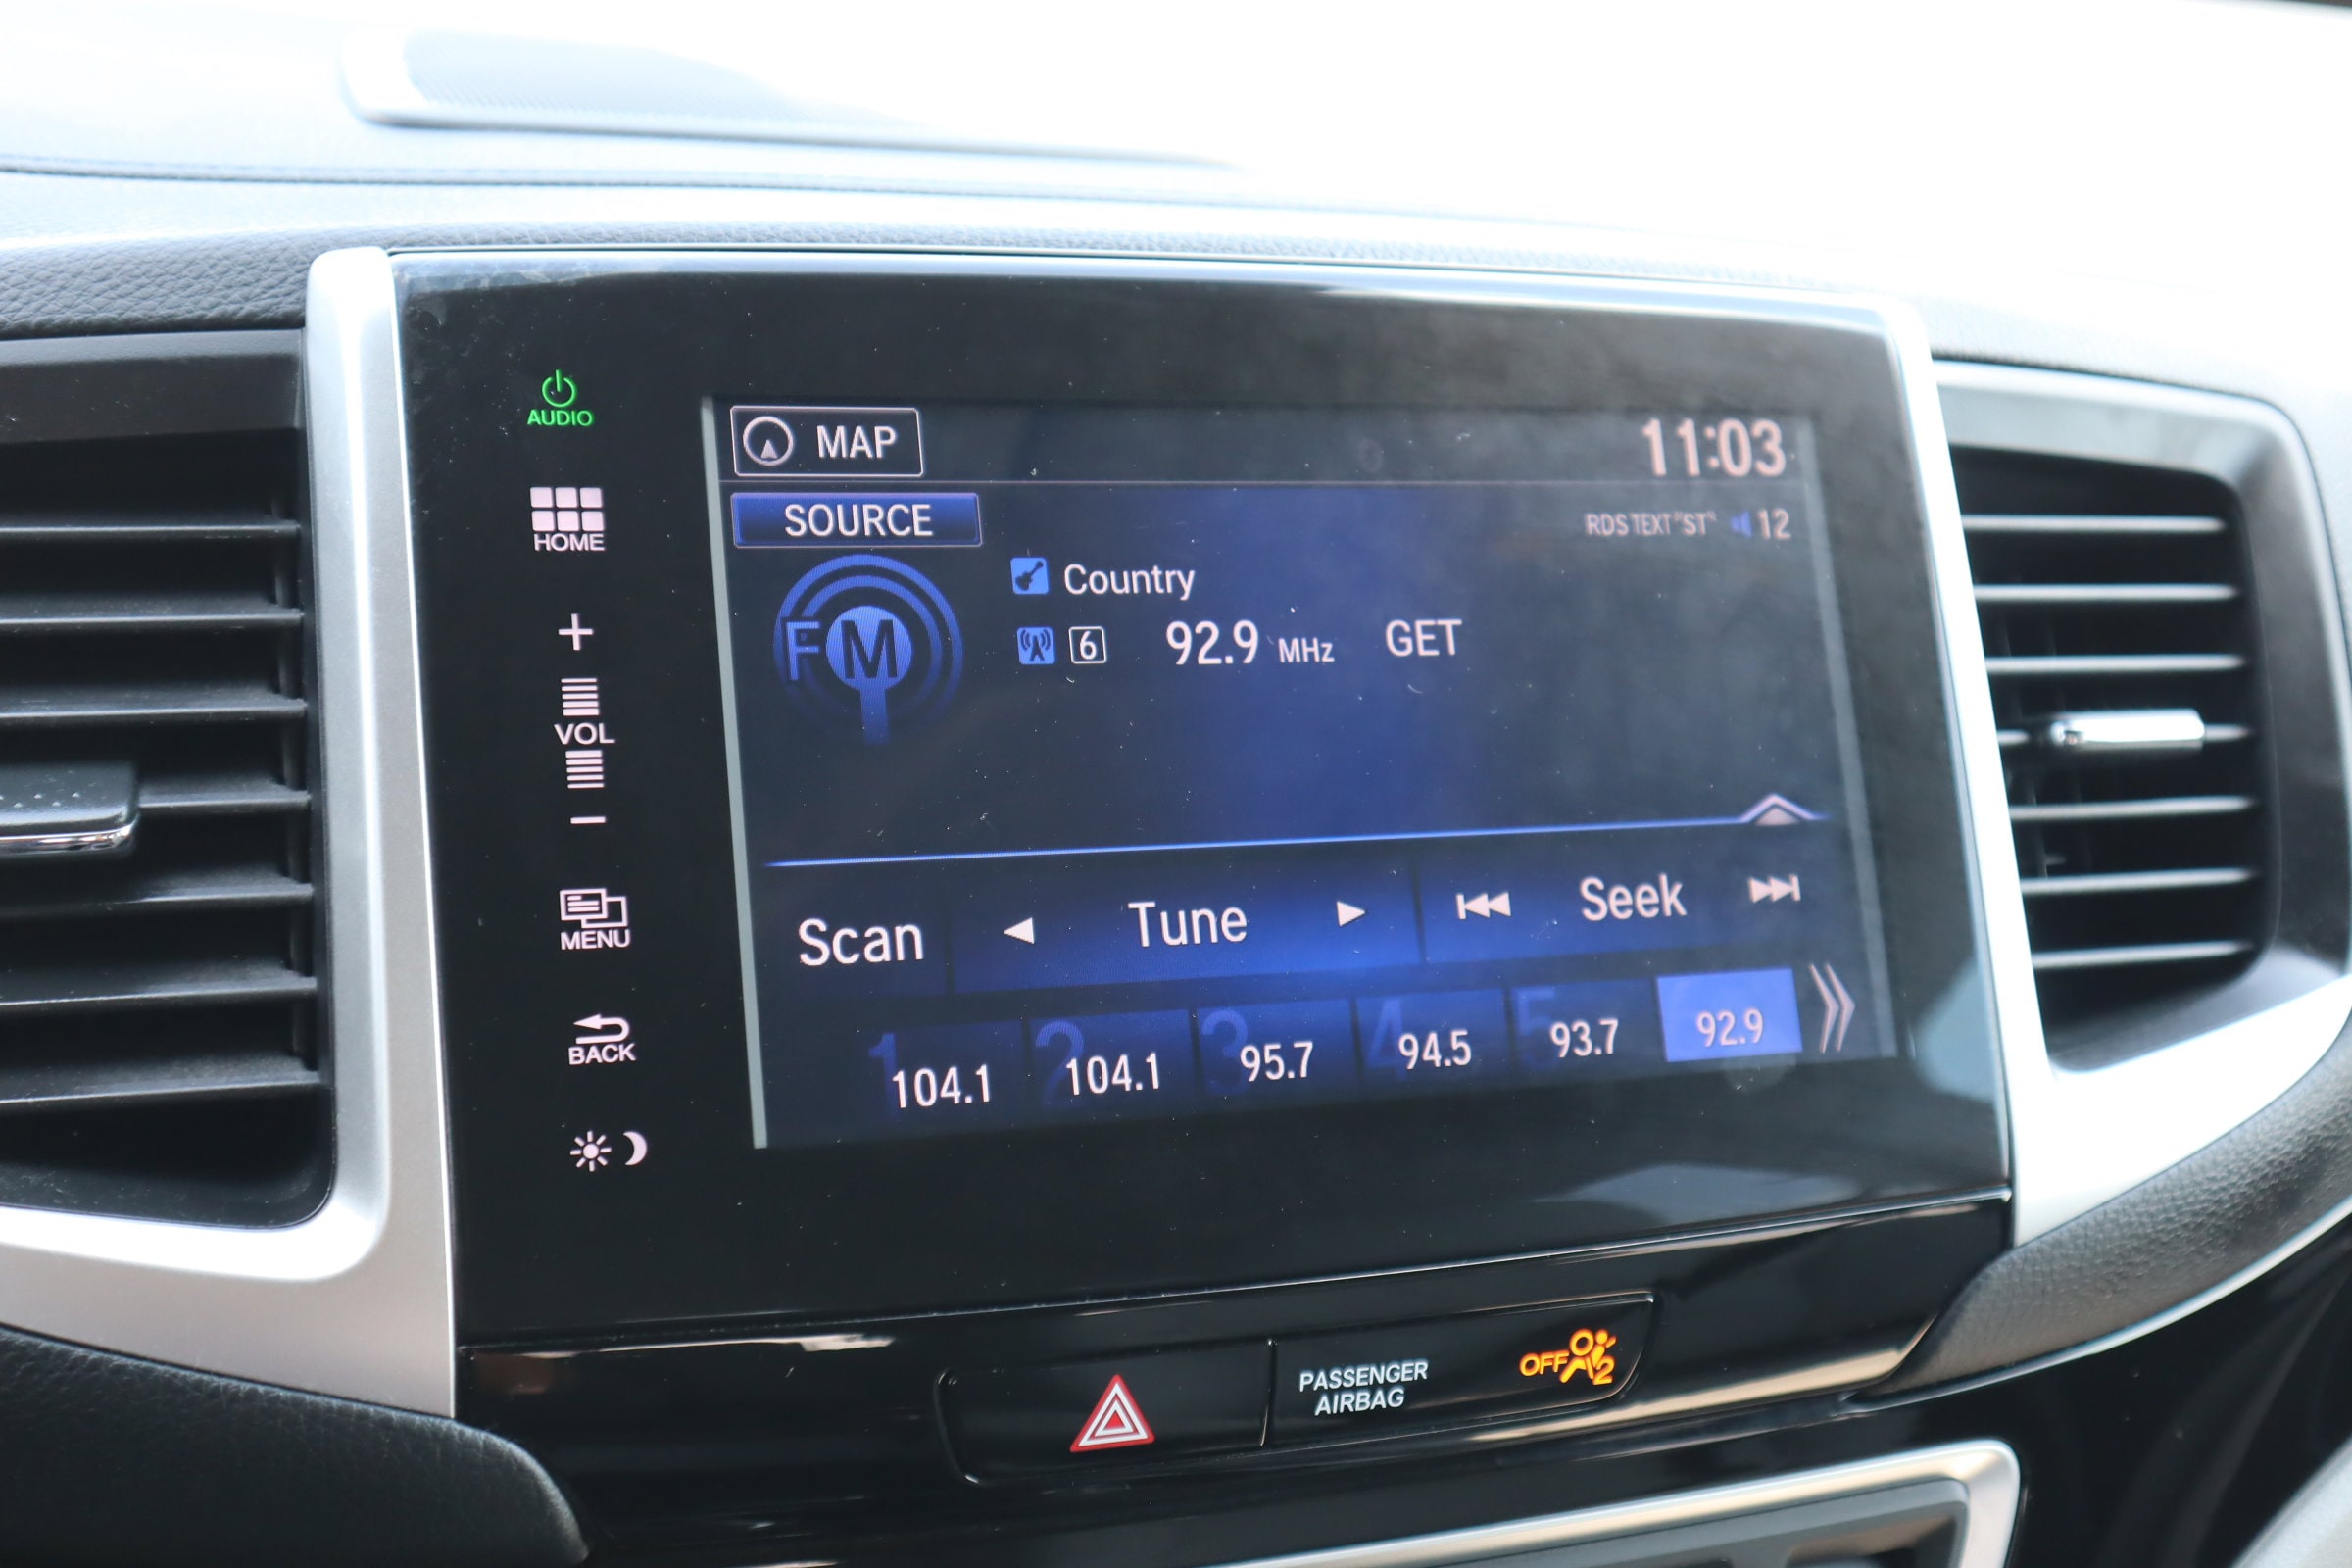 AUDIO
HOME
+
VOL
−
MENU
BACK
MAP
11:03
SOURCE
RDS TEXT "ST" 12
FM
Country
6 92.9 MHz GET
Scan Tune Seek
1 104.1 2 104.1 3 95.7 4 94.5 5 93.7 92.9
PASSENGER
AIRBAG
OFF 2